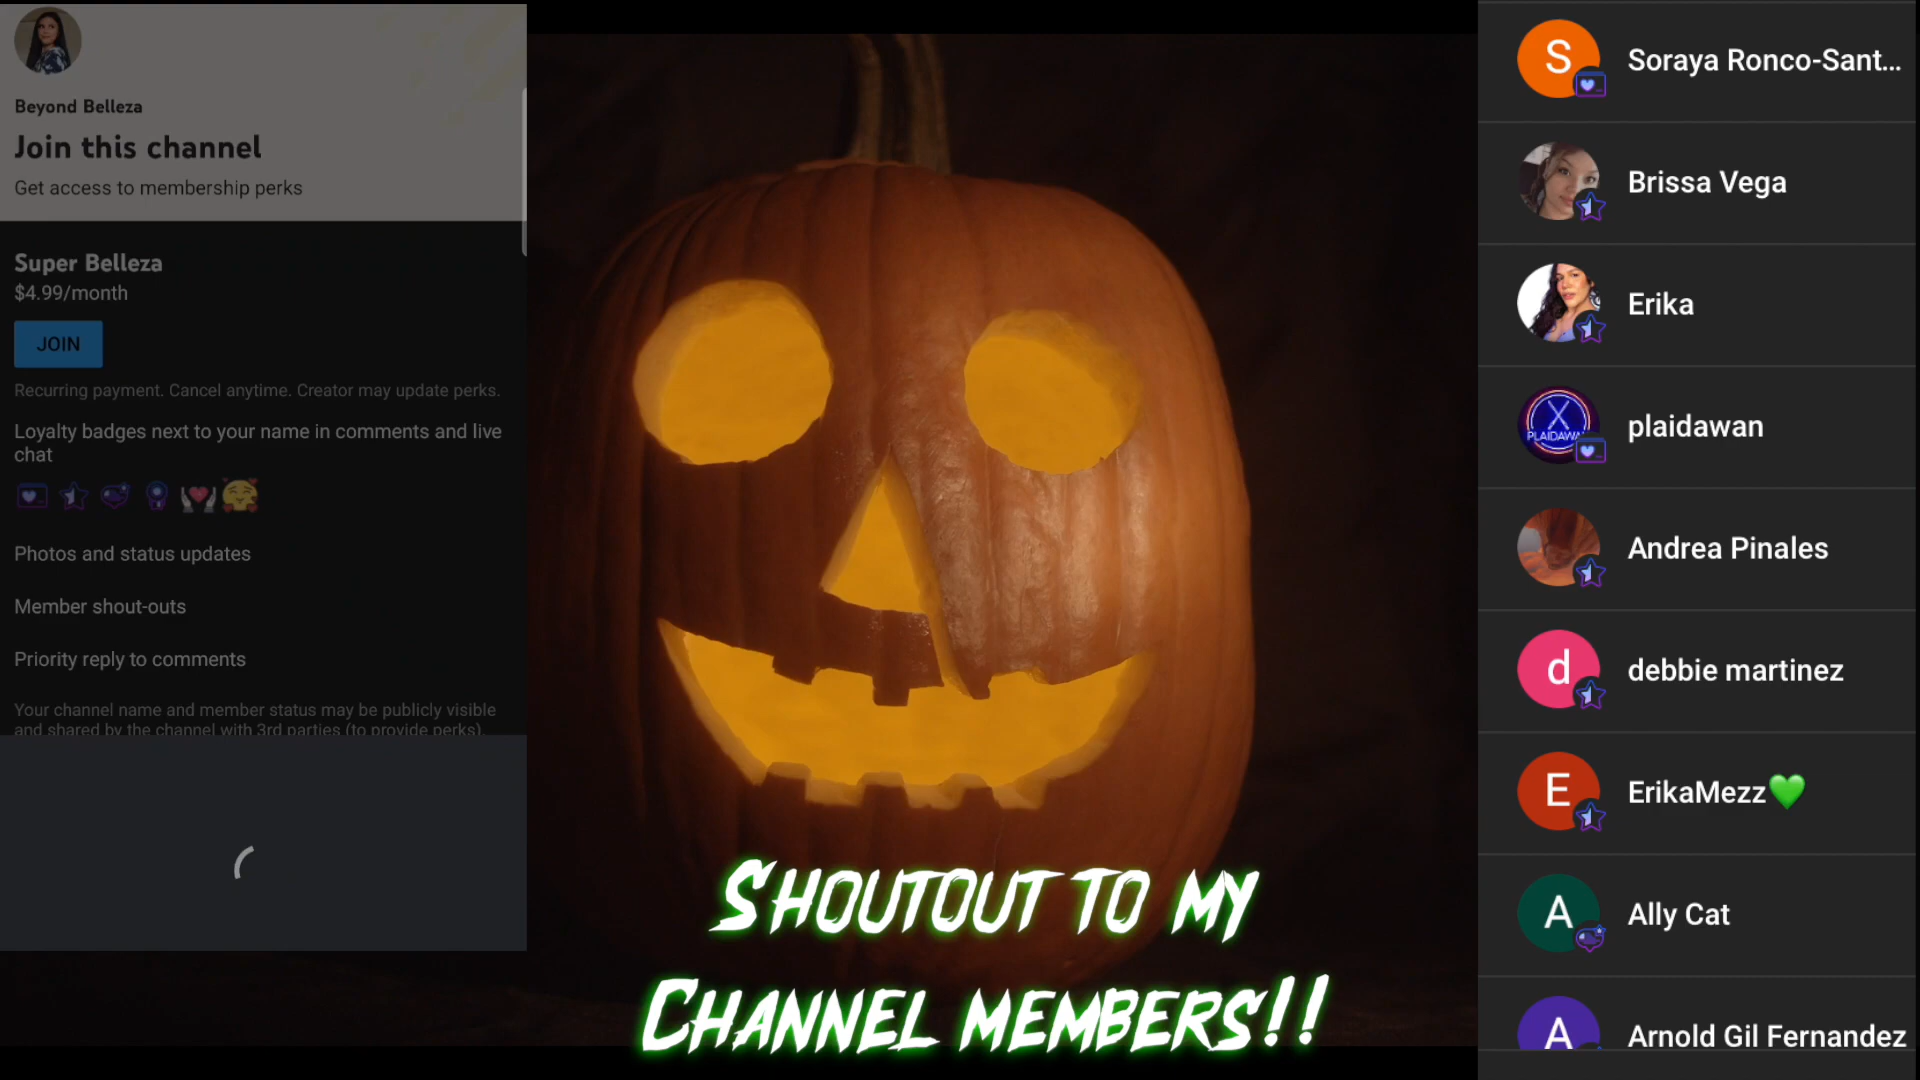 Beyond Belleza
Join this channel
Get access to membership perks
Super Belleza
$4.99/month
JOIN
Recurring payment. Cancel anytime. Creator may update perks.
Loyalty badges next to your name in comments and live
chat
Photos and status updates
Member shout-outs
Priority reply to comments
Your channel name and member status may be publicly visible
and shared by the channel with 3rd parties (to provide perks).
SHOUTOUT TO MY
CHANNEL MEMBERS!!
S
Soraya Ronco-Sant...
Brissa Vega
Erika
PLAIDAWAN
plaidawan
Andrea Pinales
d
debbie martinez
E
ErikaMezz💚
A
Ally Cat
A
Arnold Gil Fernandez